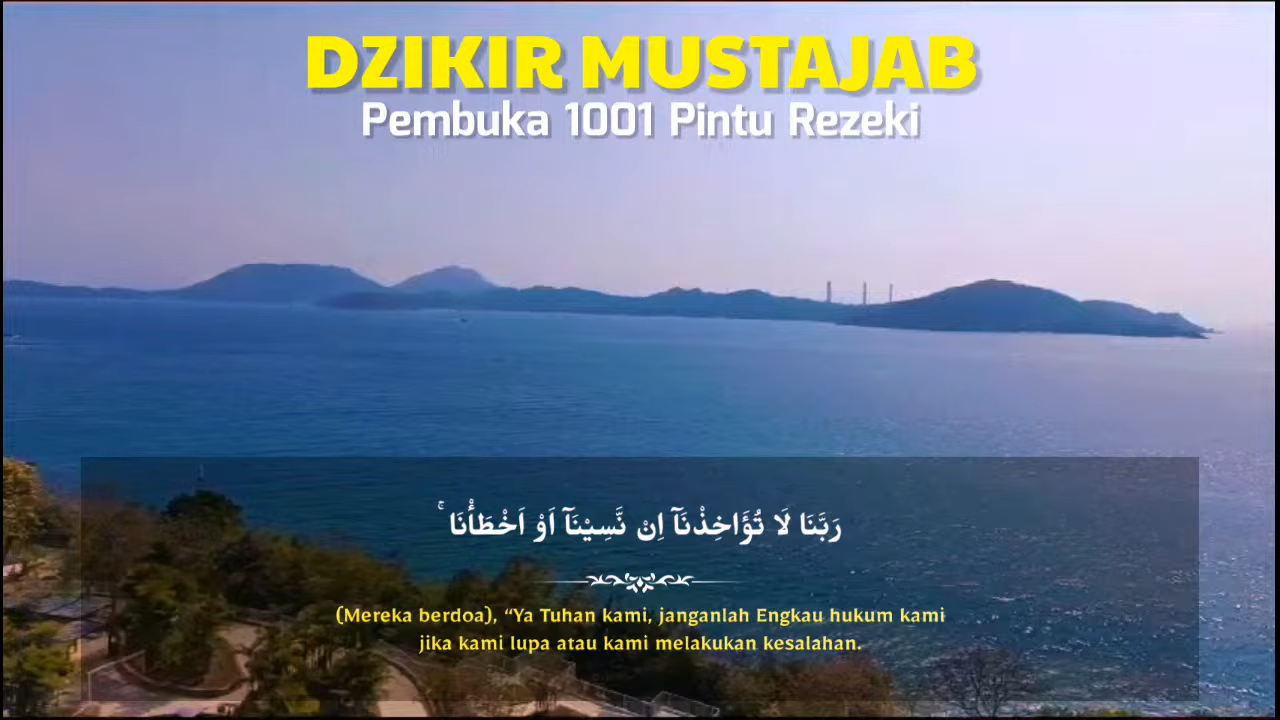 DZIKIR MUSTAJAB
Pembuka 1001 Pintu Rezeki
رَبَّنَا لَا تُؤَاخِذْنَآ اِنْ نَّسِيْنَآ اَوْ اَخْطَأْنَا ۚ
(Mereka berdoa), “Ya Tuhan kami, janganlah Engkau hukum kami
jika kami lupa atau kami melakukan kesalahan.